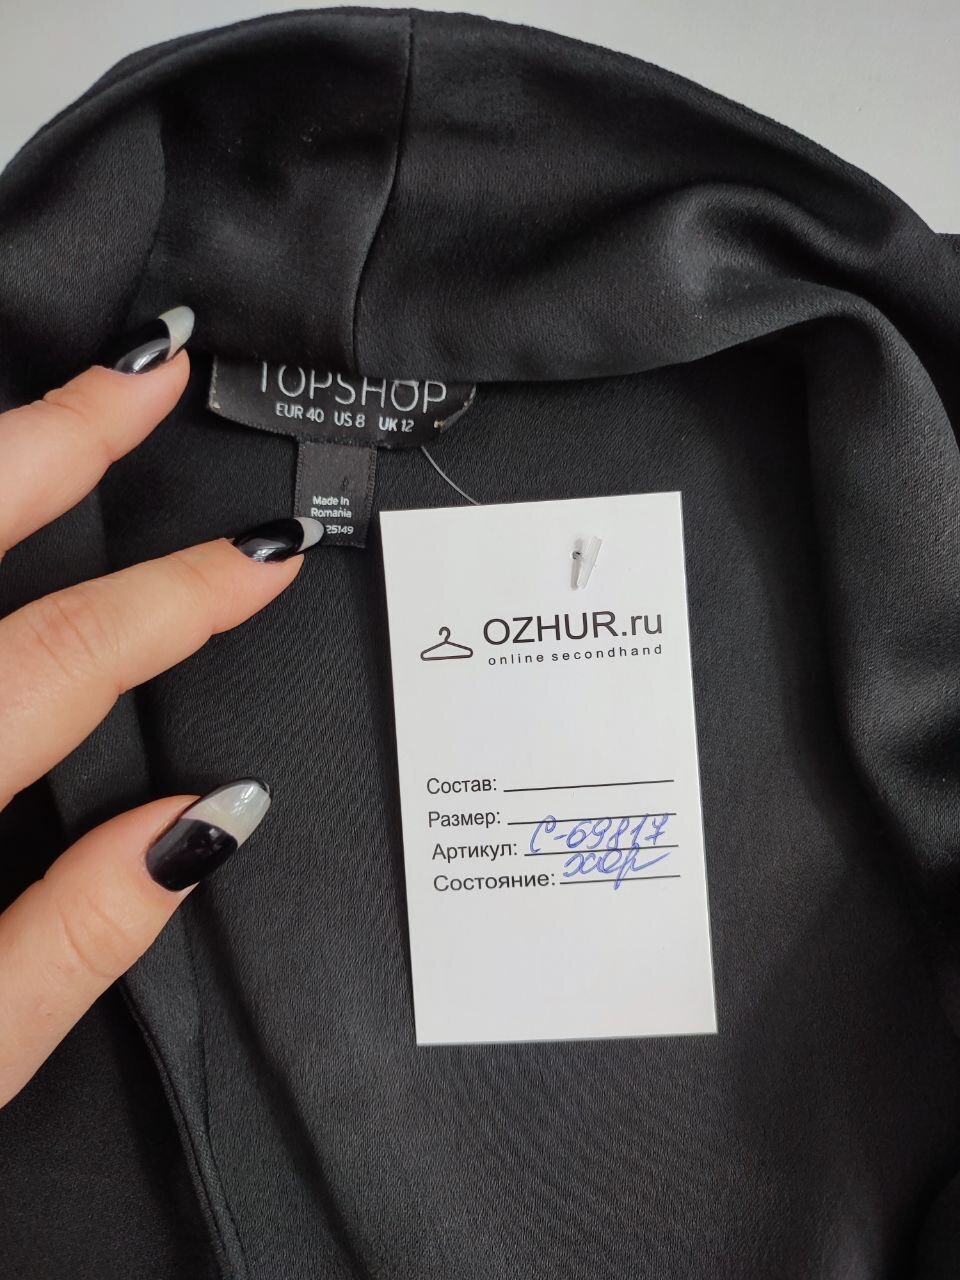 TOPSHOP
EUR 40 US 8 UK 12
Made In
Romania
25149
OZHUR.ru
online secondhand
Состав:
Размер:
Артикул: С-69817
Состояние: хор